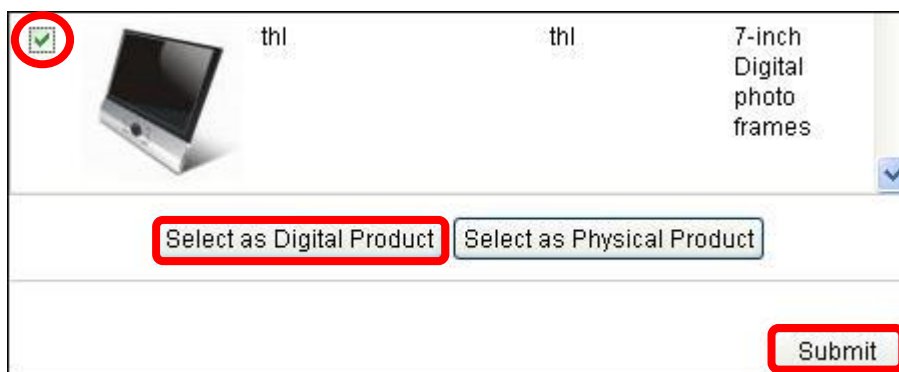 thl thl 7-inch
Digital
photo
frames
Select as Digital Product Select as Physical Product
Submit